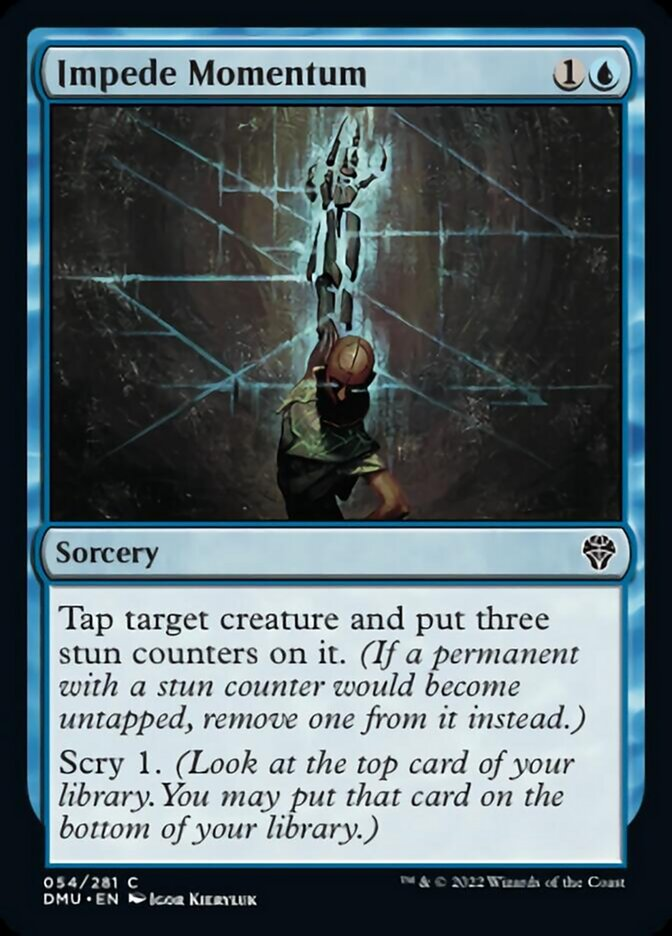 Impede Momentum 1
Sorcery
Tap target creature and put three
stun counters on it. (If a permanent
with a stun counter would become
untapped, remove one from it instead.)
Scry 1. (Look at the top card of your
library. You may put that card on the
bottom of your library.)
054/281 C
™ & © 2022 Wizards of the Coast
DMU • EN Igor Kieryluk